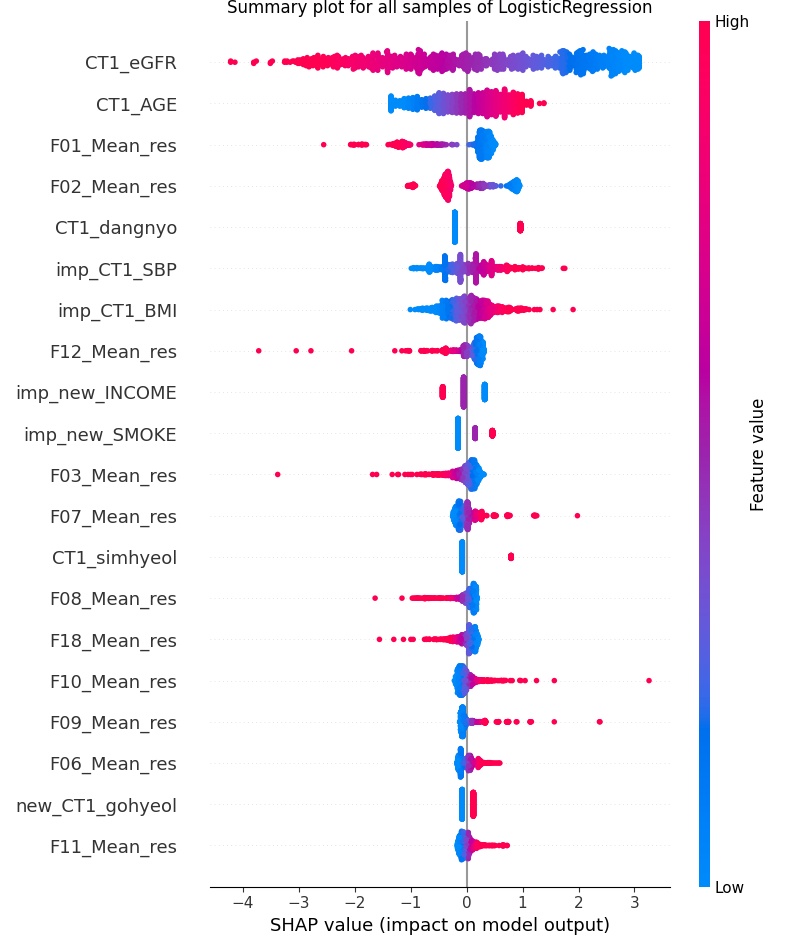 Summary plot for all samples of LogisticRegression
High
CT1_eGFR
CT1_AGE
F01_Mean_res
F02_Mean_res
CT1_dangnyo
imp_CT1_SBP
imp_CT1_BMI
F12_Mean_res
imp_new_INCOME
imp_new_SMOKE
F03_Mean_res
F07_Mean_res
CT1_simhyeol
F08_Mean_res
F18_Mean_res
F10_Mean_res
F09_Mean_res
F06_Mean_res
new_CT1_gohyeol
F11_Mean_res
Feature value
Low
−4 −3 −2 −1 0 1 2 3
SHAP value (impact on model output)